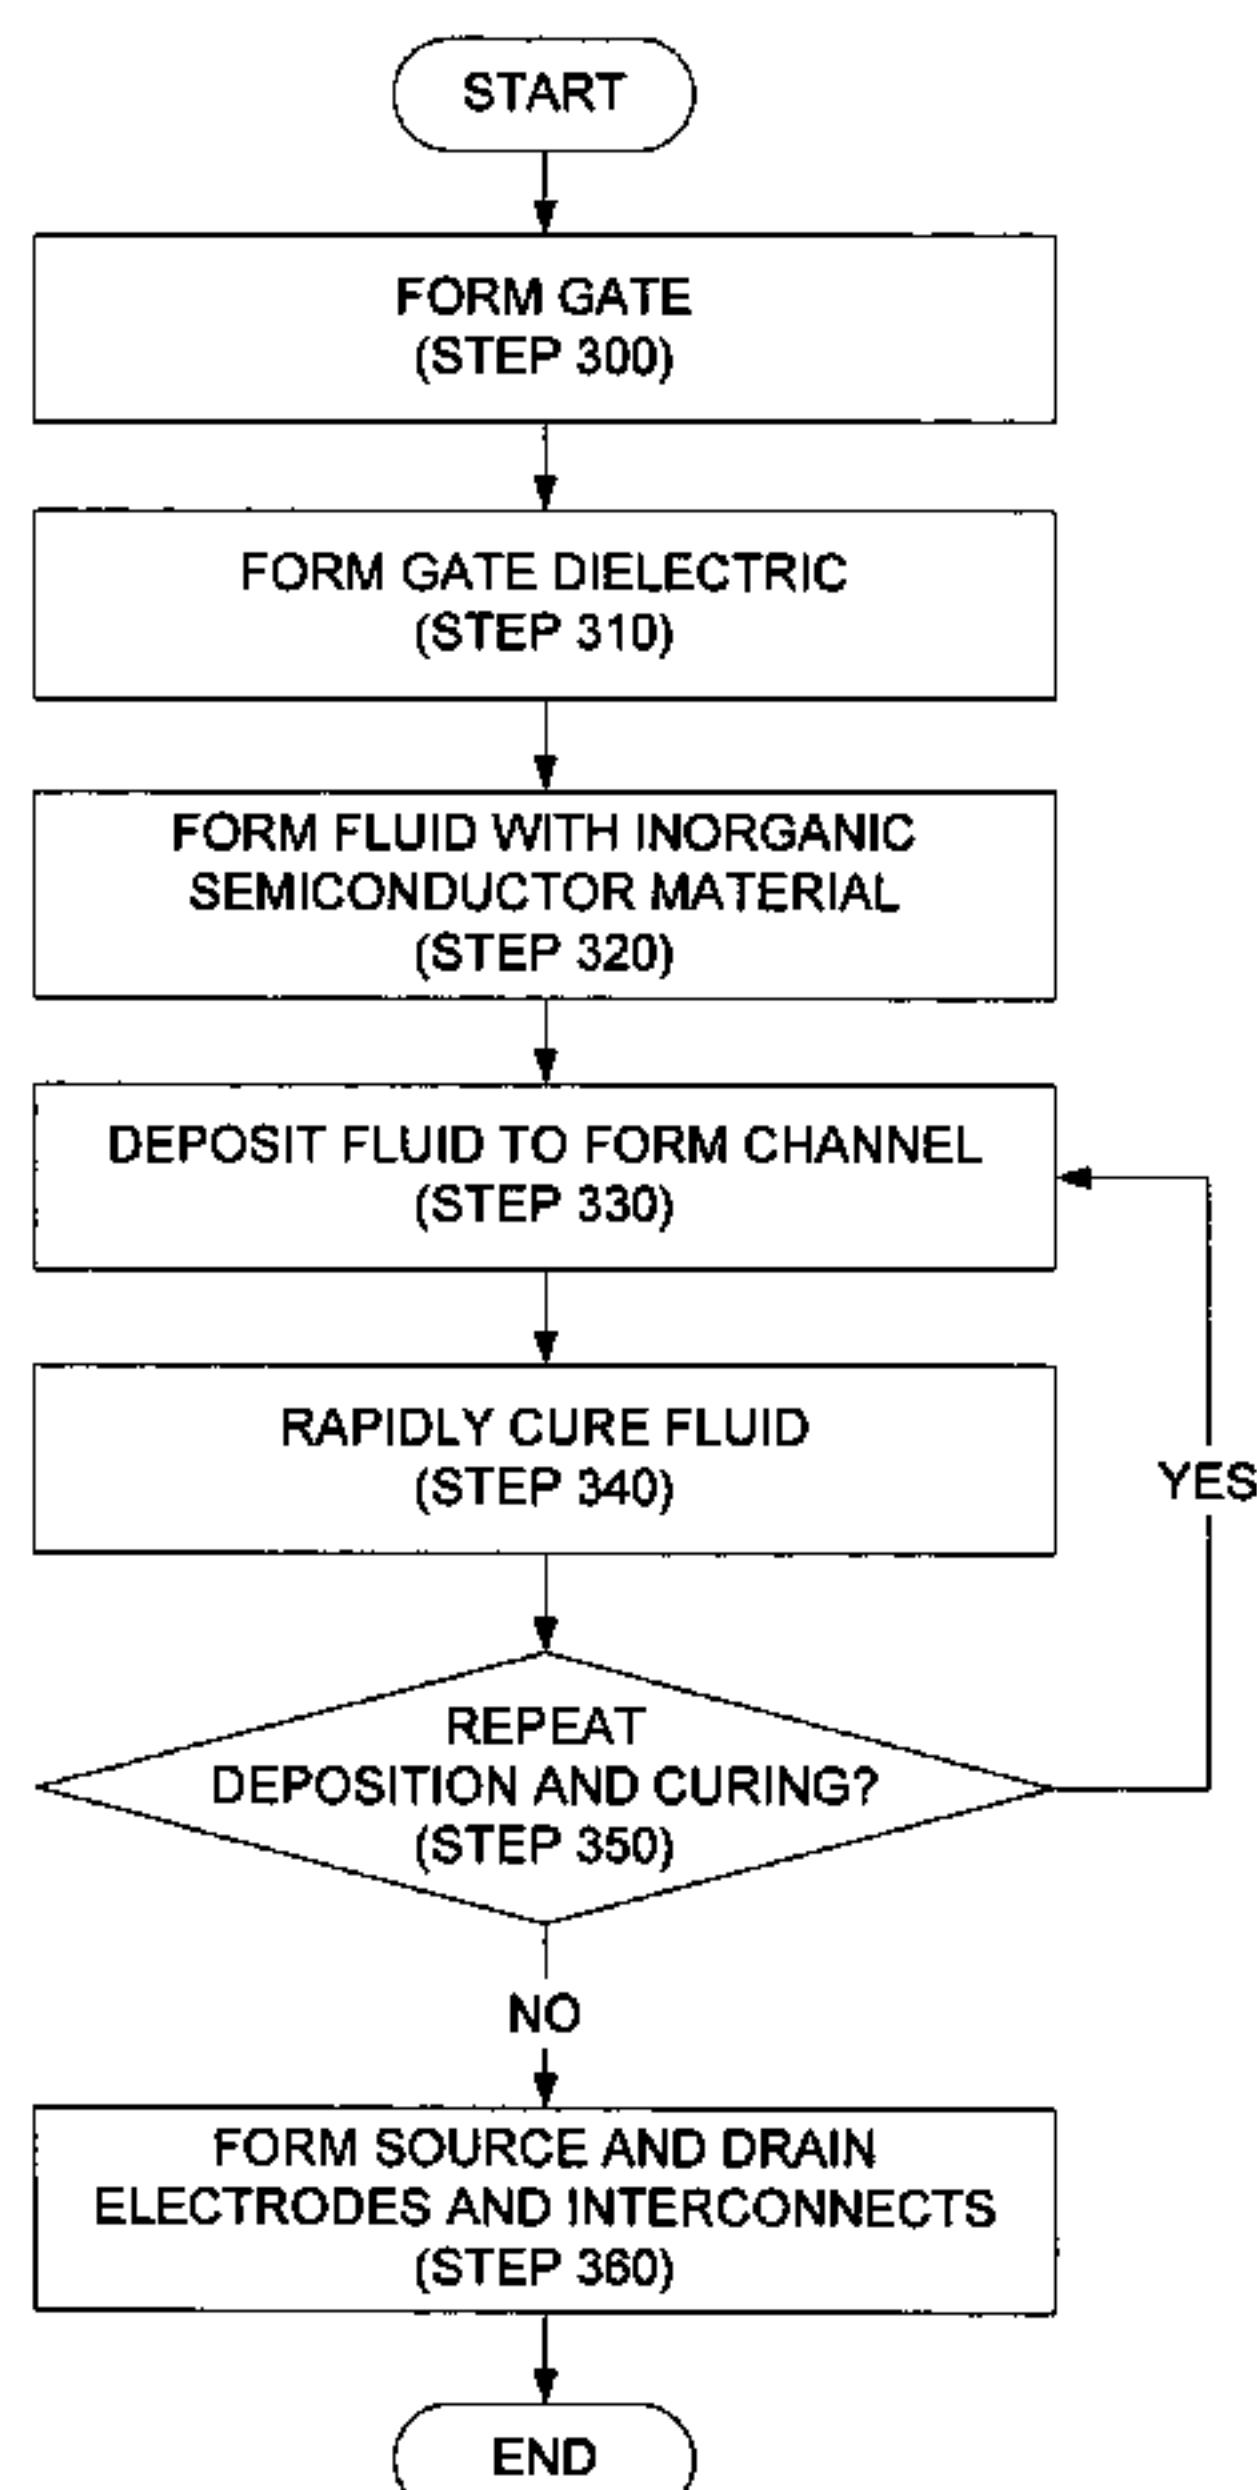 START
FORM GATE
(STEP 300)
FORM GATE DIELECTRIC
(STEP 310)
FORM FLUID WITH INORGANIC
SEMICONDUCTOR MATERIAL
(STEP 320)
DEPOSIT FLUID TO FORM CHANNEL
(STEP 330)
RAPIDLY CURE FLUID
(STEP 340)
YES
REPEAT
DEPOSITION AND CURING?
(STEP 350)
NO
FORM SOURCE AND DRAIN
ELECTRODES AND INTERCONNECTS
(STEP 360)
END